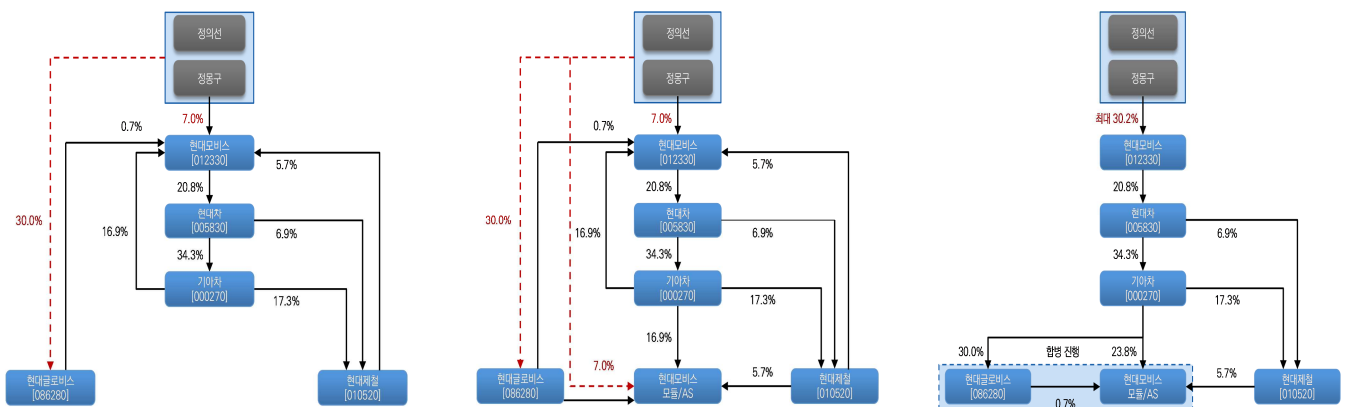 정의선
정몽구
7.0%
0.7%
현대모비스
[012330]
5.7%
20.8%
30.0%
현대차
[005830]
16.9%
6.9%
34.3%
기아차
[000270]
17.3%
현대글로비스
[086280]
현대제철
[010520]
정의선
정몽구
7.0%
0.7%
현대모비스
[012330]
5.7%
20.8%
30.0%
현대차
[005830]
16.9%
6.9%
34.3%
기아차
[000270]
17.3%
16.9%
7.0%
현대글로비스
[086280]
현대모비스
모듈/AS
5.7%
현대제철
[010520]
정의선
정몽구
최대 30.2%
현대모비스
[012330]
20.8%
현대차
[005830]
6.9%
34.3%
기아차
[000270]
17.3%
30.0%
합병 진행
23.8%
현대글로비스
[086280]
현대모비스
모듈/AS
5.7%
현대제철
[010520]
0.7%